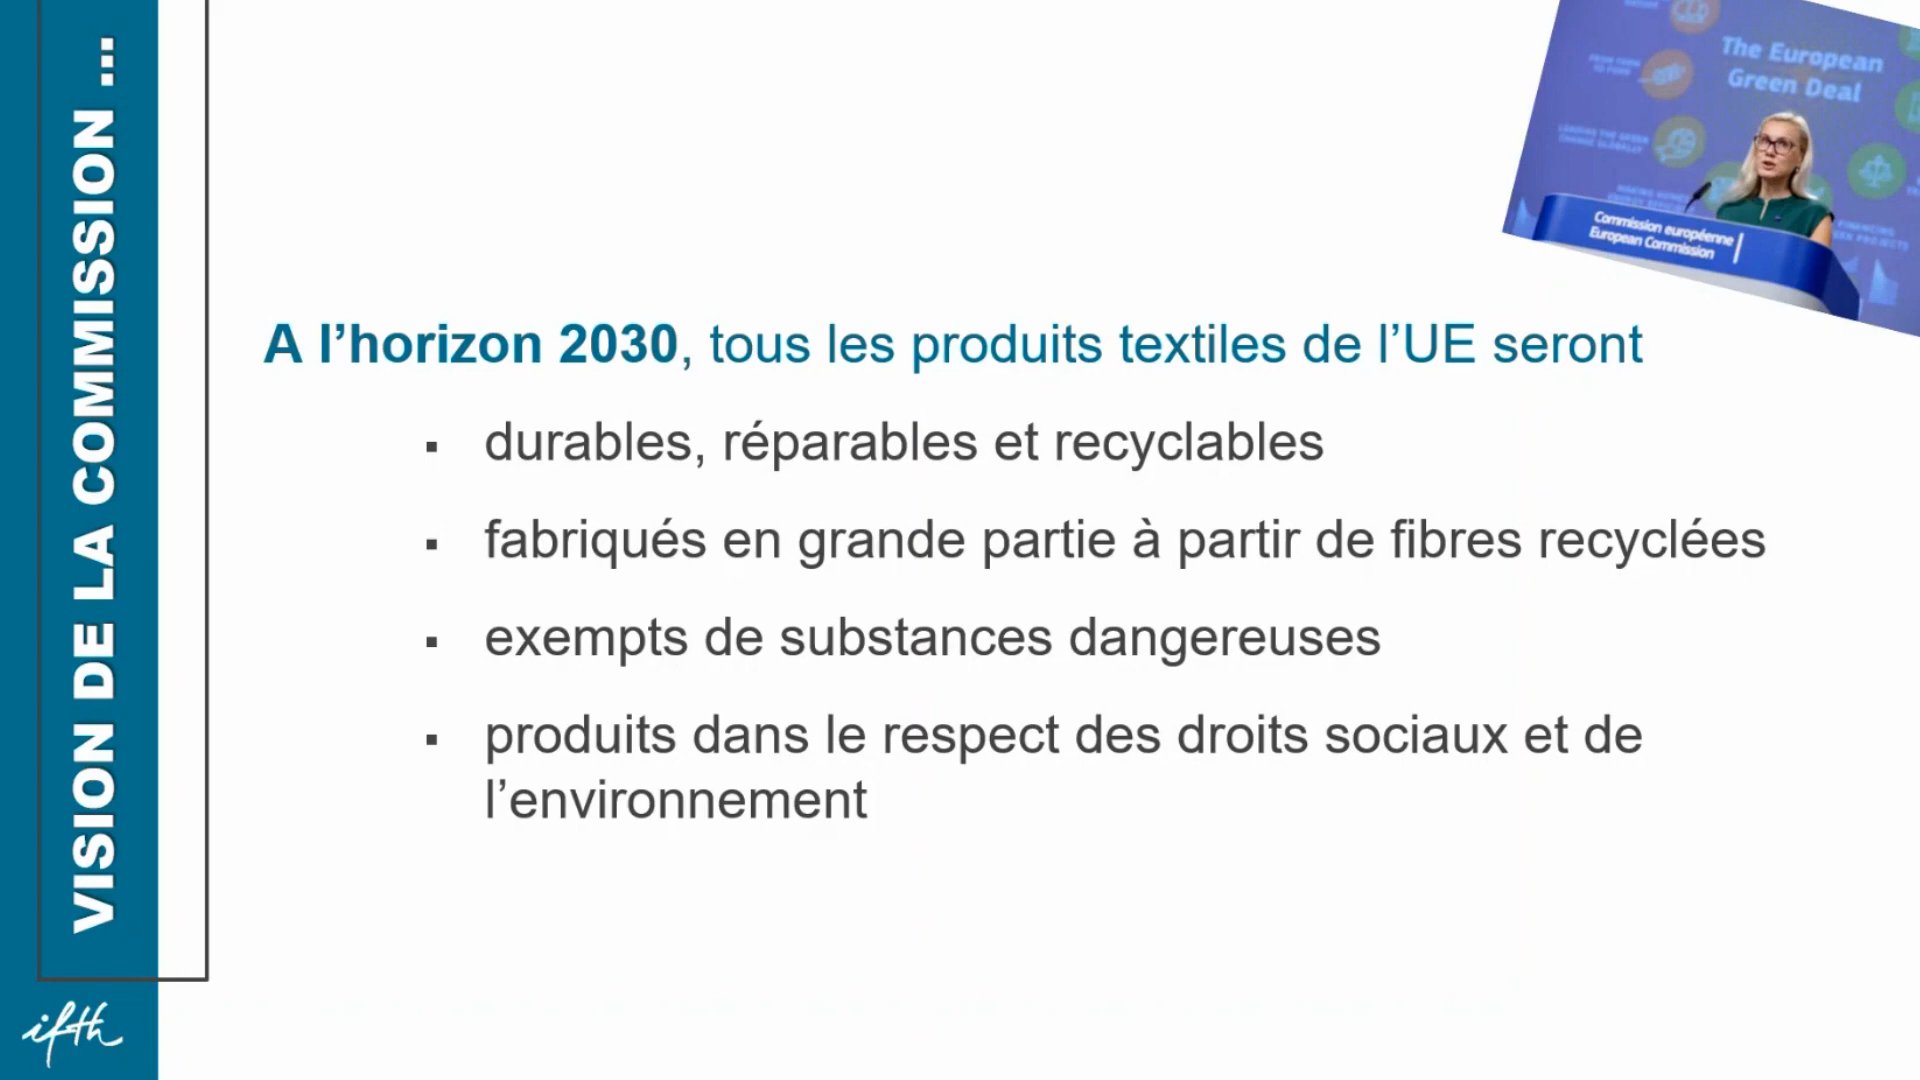 VISION DE LA COMMISSION ...
The European
Green Deal
Commission européenne
European Commission
A l’horizon 2030, tous les produits textiles de l’UE seront
▪ durables, réparables et recyclables
▪ fabriqués en grande partie à partir de fibres recyclées
▪ exempts de substances dangereuses
▪ produits dans le respect des droits sociaux et de
l’environnement
ifth